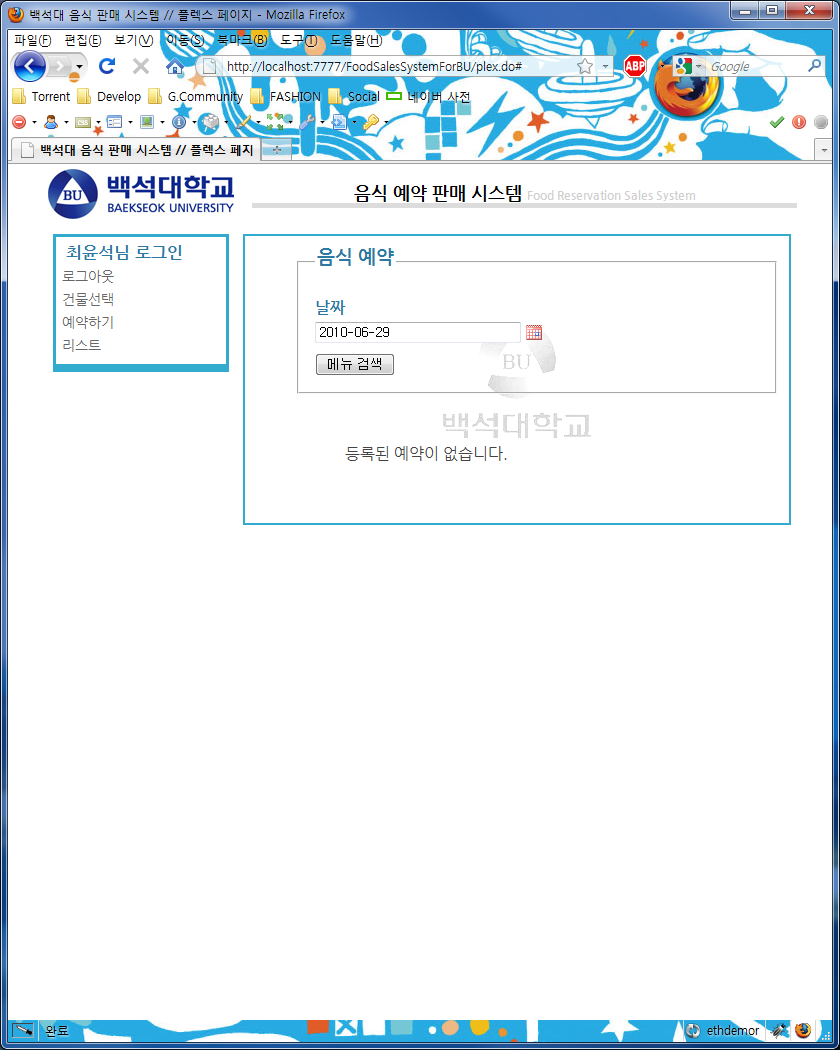 백석대 음식 판매 시스템 // 플렉스 페이지 - Mozilla Firefox
파일(F) 편집(E) 보기(V) 이동(S) 북마크(B) 도구(T) 도움말(H)
http://localhost:7777/FoodSalesSystemForBU/plex.do# ABP Google
Torrent Develop G.Community FASHION Social 네이버 사전
백석대 음식 판매 시스템 // 플렉스 페지
BU 백석대학교
BAEKSEOK UNIVERSITY
음식 예약 판매 시스템 Food Reservation Sales System
최윤석님 로그인
로그아웃
건물선택
예약하기
리스트
음식 예약
날짜
2010-06-29
메뉴 검색
BU
백석대학교
등록된 예약이 없습니다.
완료 ethdemor